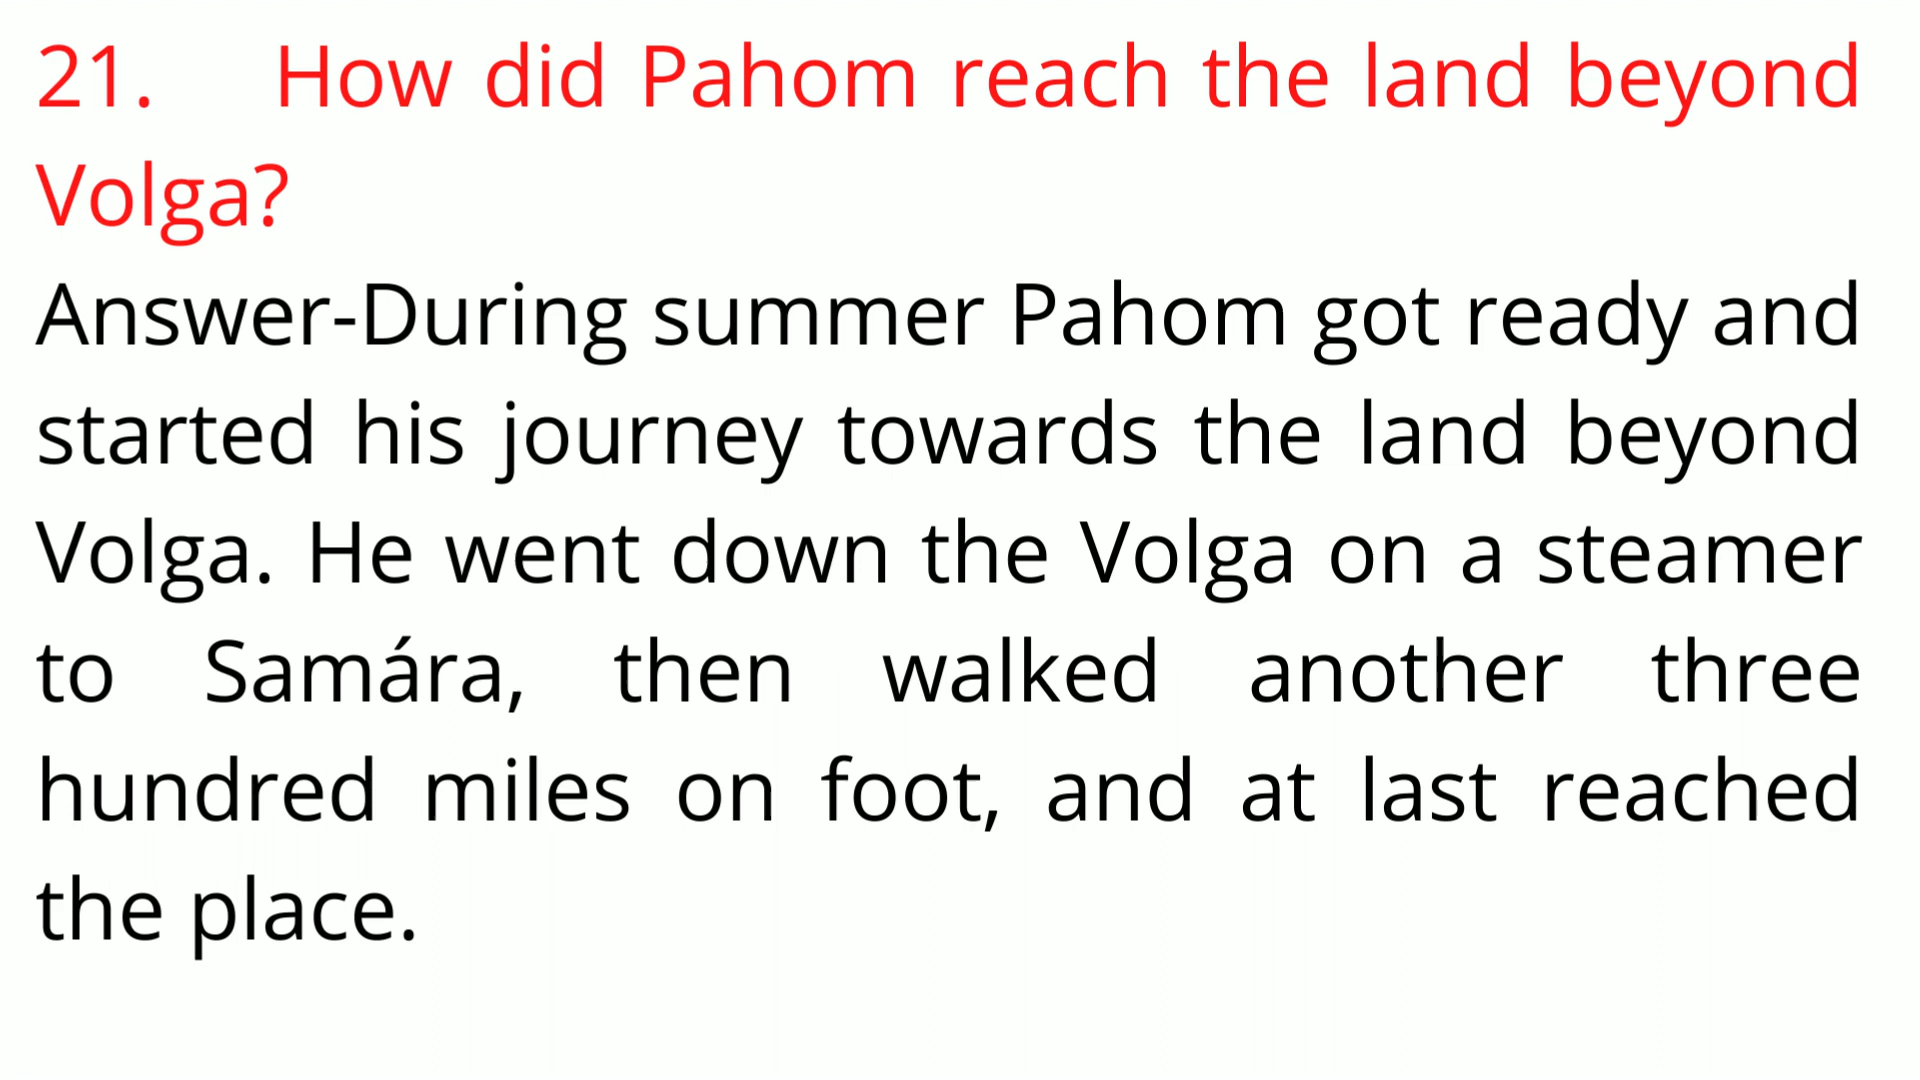 21. How did Pahom reach the land beyond
Volga?
Answer-During summer Pahom got ready and
started his journey towards the land beyond
Volga. He went down the Volga on a steamer
to Samára, then walked another three
hundred miles on foot, and at last reached
the place.